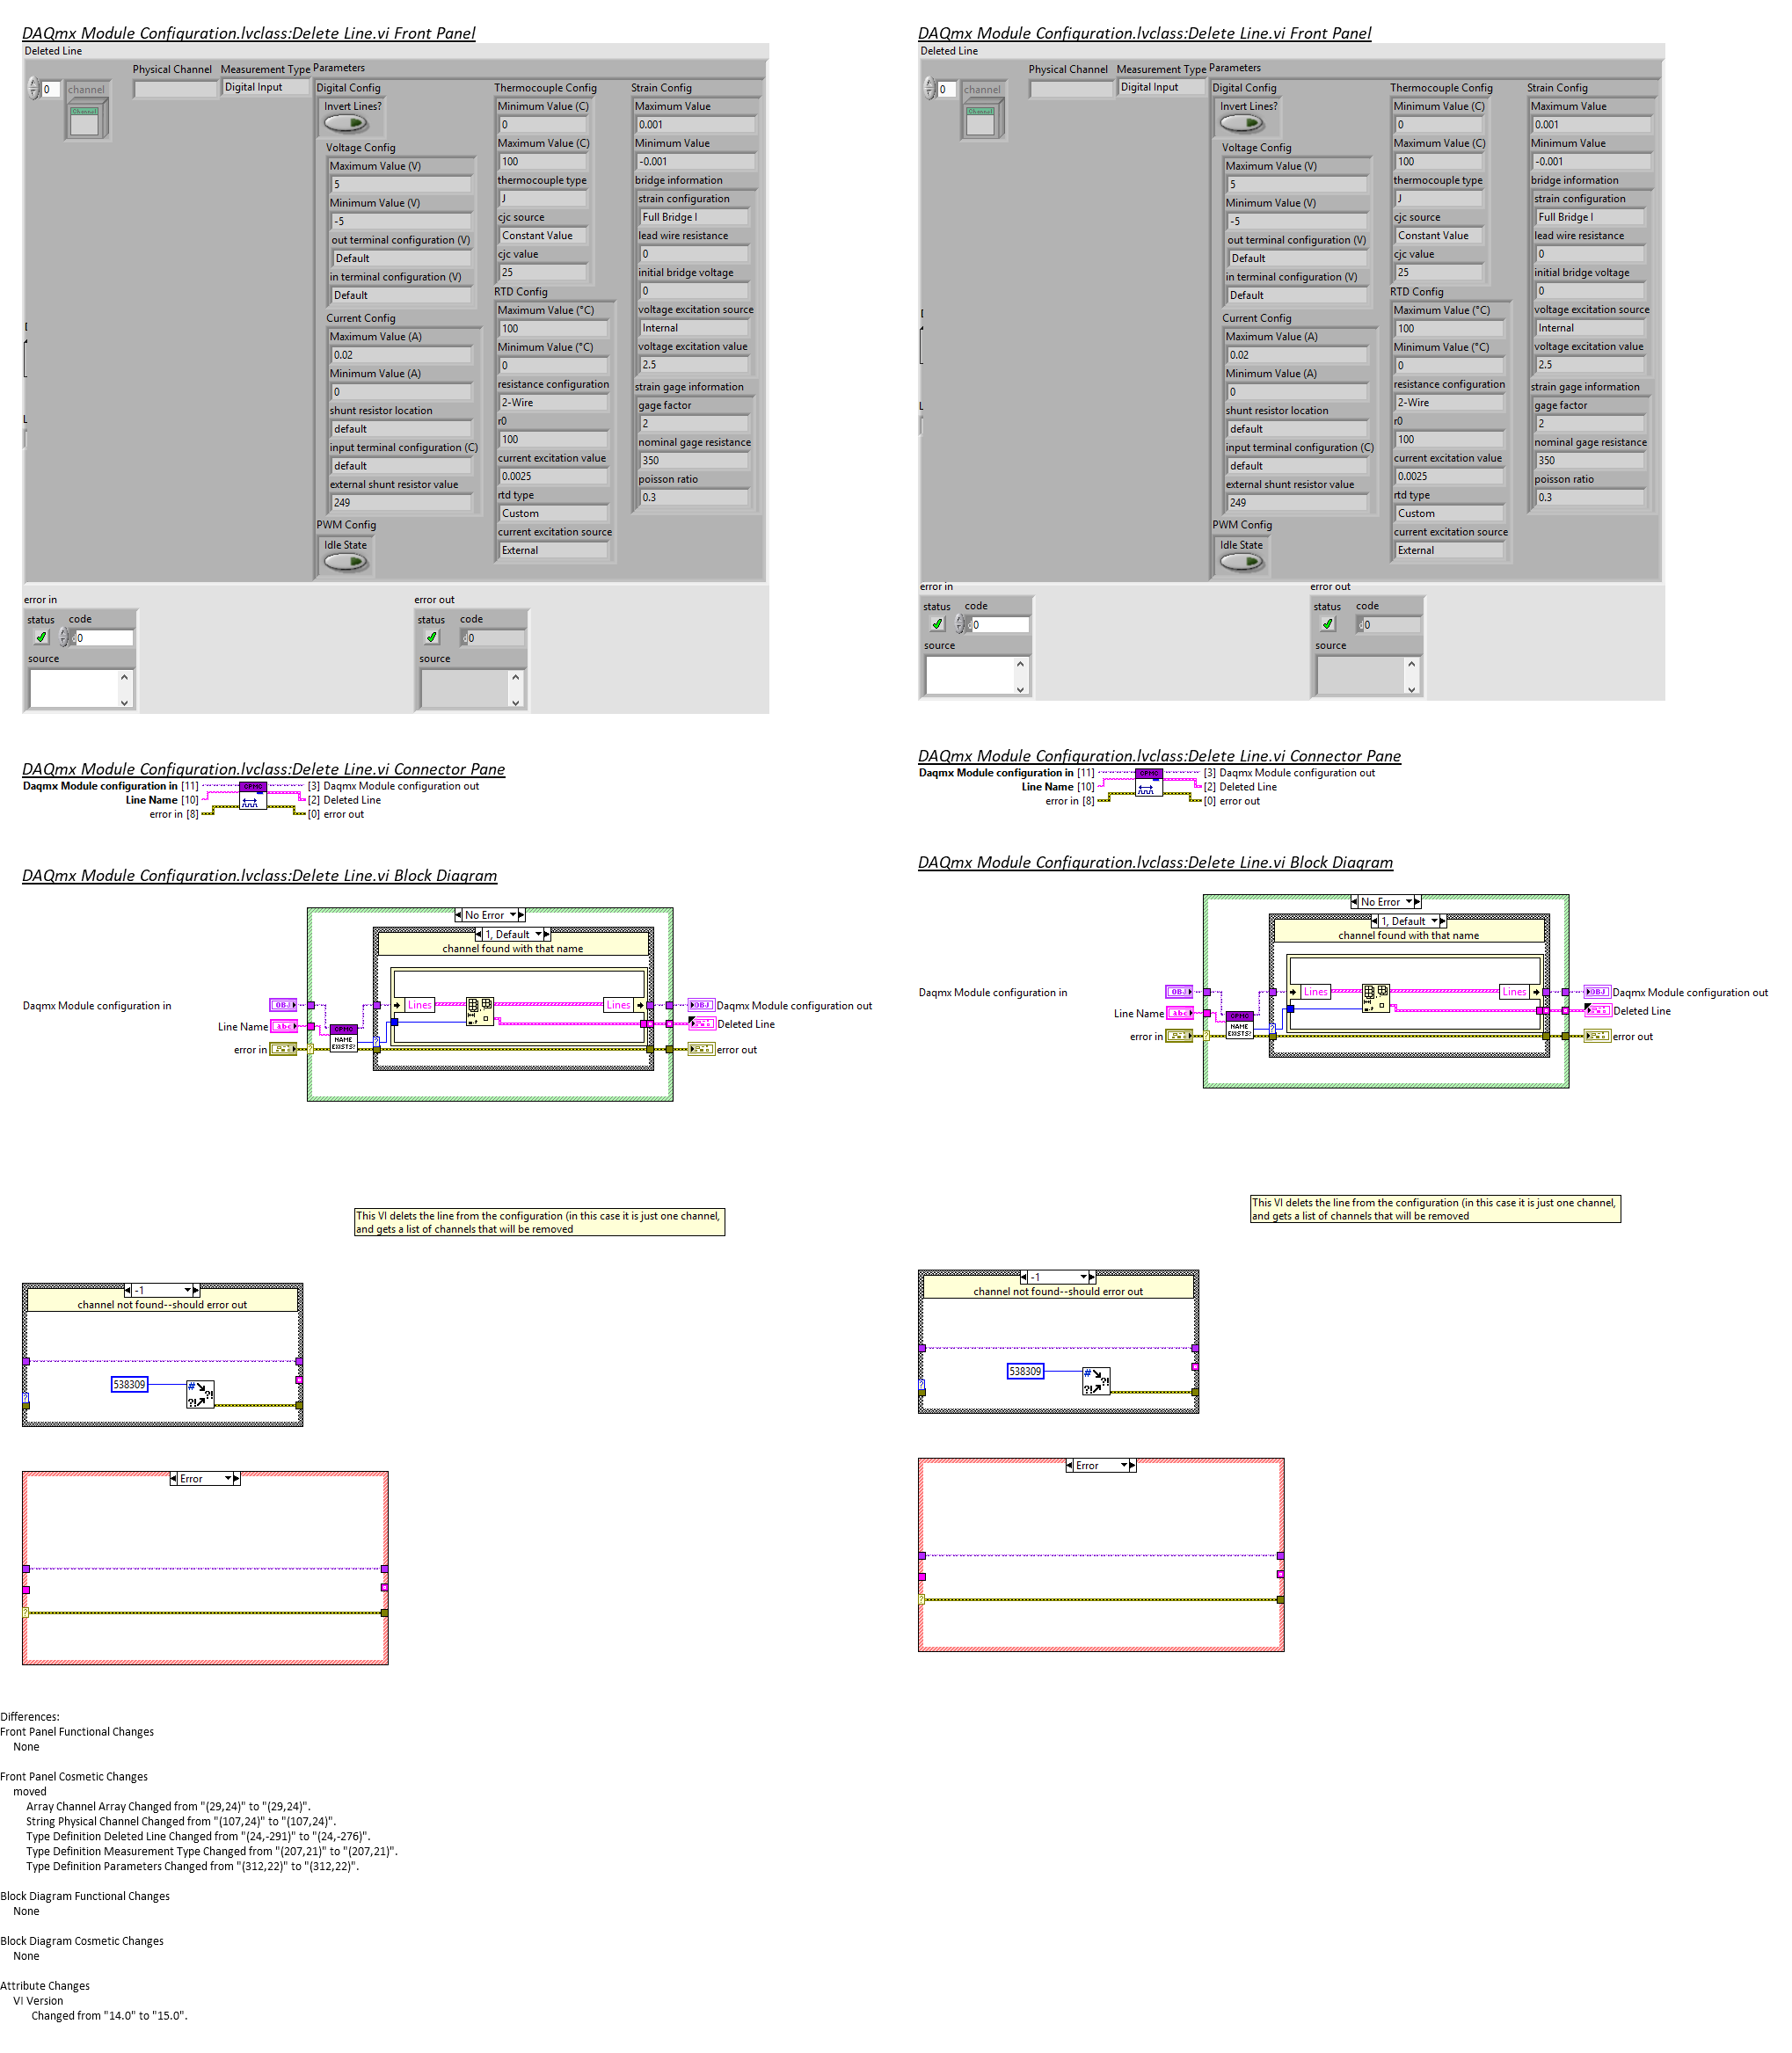 DAQmx Module Configuration.lvclass:Delete Line.vi Front Panel
Deleted Line
0
channel
Channel
Physical Channel
Measurement Type
Digital Input
Parameters
Digital Config
Invert Lines?
Voltage Config
Maximum Value (V)
5
Minimum Value (V)
-5
out terminal configuration (V)
Default
in terminal configuration (V)
Default
Current Config
Maximum Value (A)
0.02
Minimum Value (A)
0
shunt resistor location
default
input terminal configuration (C)
default
external shunt resistor value
249
PWM Config
Idle State
Thermocouple Config
Minimum Value (C)
0
Maximum Value (C)
100
thermocouple type
J
cjc source
Constant Value
cjc value
25
RTD Config
Maximum Value (°C)
100
Minimum Value (°C)
0
resistance configuration
2-Wire
r0
100
current excitation value
0.0025
rtd type
Custom
current excitation source
External
Strain Config
Maximum Value
0.001
Minimum Value
-0.001
bridge information
strain configuration
Full Bridge I
lead wire resistance
0
initial bridge voltage
0
voltage excitation source
Internal
voltage excitation value
2.5
strain gage information
gage factor
2
nominal gage resistance
350
poisson ratio
0.3
error in
status
code
d0
source
error out
status
code
d0
source
DAQmx Module Configuration.lvclass:Delete Line.vi Connector Pane
Daqmx Module configuration in [11]
Line Name [10]
error in [8]
[3] Daqmx Module configuration out
[2] Deleted Line
[0] error out
DAQmx Module Configuration.lvclass:Delete Line.vi Block Diagram
No Error
1, Default
channel found with that name
Daqmx Module configuration in
OBJ
Lines
Lines
OBJ
Daqmx Module configuration out
Line Name
abc
NAME
EXISTS?
Deleted Line
error in
error out
This VI delets the line from the configuration (in this case it is just one channel,
and gets a list of channels that will be removed
-1
channel not found--should error out
538309
Error
DAQmx Module Configuration.lvclass:Delete Line.vi Front Panel
Deleted Line
0
channel
Channel
Physical Channel
Measurement Type
Digital Input
Parameters
Digital Config
Invert Lines?
Voltage Config
Maximum Value (V)
5
Minimum Value (V)
-5
out terminal configuration (V)
Default
in terminal configuration (V)
Default
Current Config
Maximum Value (A)
0.02
Minimum Value (A)
0
shunt resistor location
default
input terminal configuration (C)
default
external shunt resistor value
249
PWM Config
Idle State
Thermocouple Config
Minimum Value (C)
0
Maximum Value (C)
100
thermocouple type
J
cjc source
Constant Value
cjc value
25
RTD Config
Maximum Value (°C)
100
Minimum Value (°C)
0
resistance configuration
2-Wire
r0
100
current excitation value
0.0025
rtd type
Custom
current excitation source
External
Strain Config
Maximum Value
0.001
Minimum Value
-0.001
bridge information
strain configuration
Full Bridge I
lead wire resistance
0
initial bridge voltage
0
voltage excitation source
Internal
voltage excitation value
2.5
strain gage information
gage factor
2
nominal gage resistance
350
poisson ratio
0.3
error in
status
code
d0
source
error out
status
code
d0
source
DAQmx Module Configuration.lvclass:Delete Line.vi Connector Pane
Daqmx Module configuration in [11]
Line Name [10]
error in [8]
[3] Daqmx Module configuration out
[2] Deleted Line
[0] error out
DAQmx Module Configuration.lvclass:Delete Line.vi Block Diagram
No Error
1, Default
channel found with that name
Daqmx Module configuration in
OBJ
Lines
Lines
OBJ
Daqmx Module configuration out
Line Name
abc
NAME
EXISTS?
Deleted Line
error in
error out
This VI delets the line from the configuration (in this case it is just one channel,
and gets a list of channels that will be removed
-1
channel not found--should error out
538309
Error
Differences:
Front Panel Functional Changes
None
Front Panel Cosmetic Changes
moved
Array Channel Array Changed from "(29,24)" to "(29,24)".
String Physical Channel Changed from "(107,24)" to "(107,24)".
Type Definition Deleted Line Changed from "(24,-291)" to "(24,-276)".
Type Definition Measurement Type Changed from "(207,21)" to "(207,21)".
Type Definition Parameters Changed from "(312,22)" to "(312,22)".
Block Diagram Functional Changes
None
Block Diagram Cosmetic Changes
None
Attribute Changes
VI Version
Changed from "14.0" to "15.0".